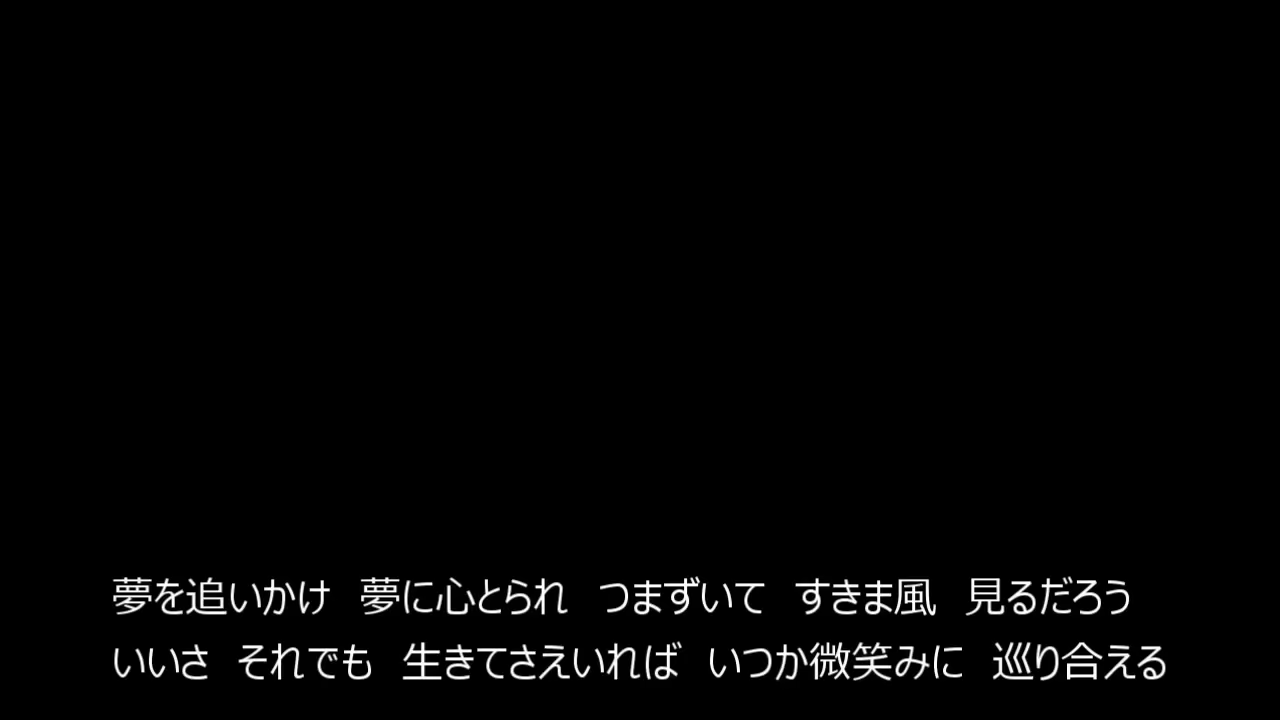 夢を追いかけ　夢に心とられ　つまずいて　すきま風　見るだろう
いいさ　それでも　生きてさえいれば　いつか微笑みに　巡り合える